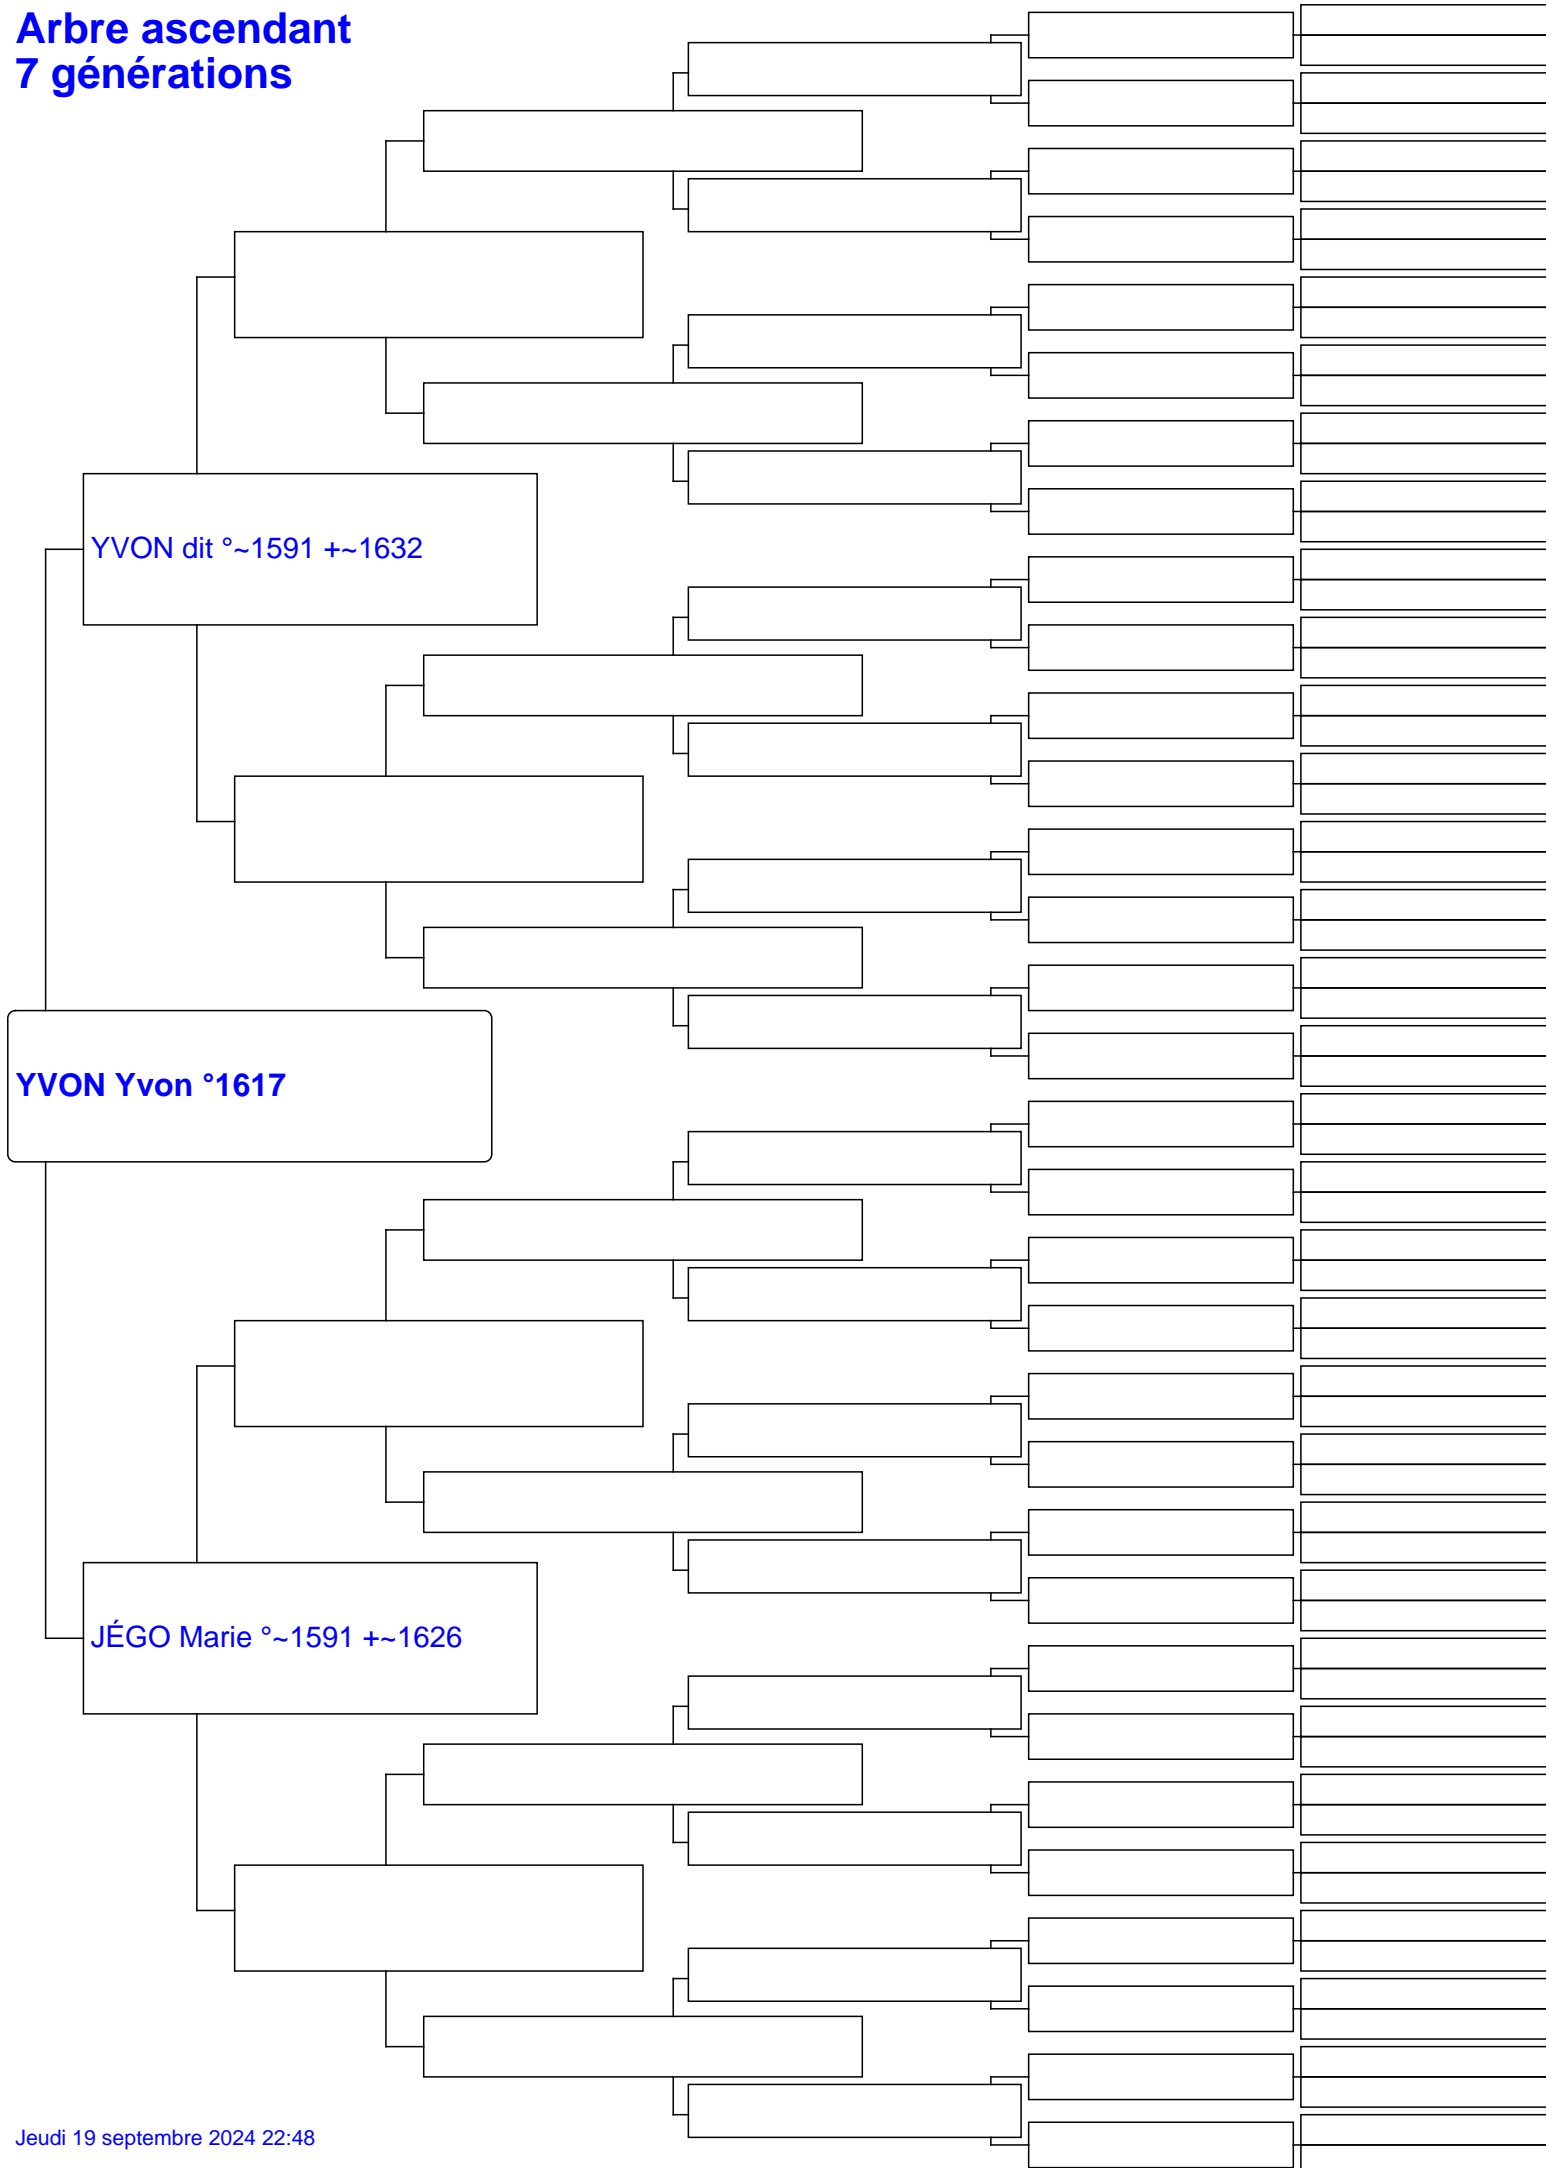 Arbre ascendant
7 générations
YVON dit °~1591 +~1632
YVON Yvon °1617
JÉGO Marie °~1591 +~1626
Jeudi 19 septembre 2024 22:48